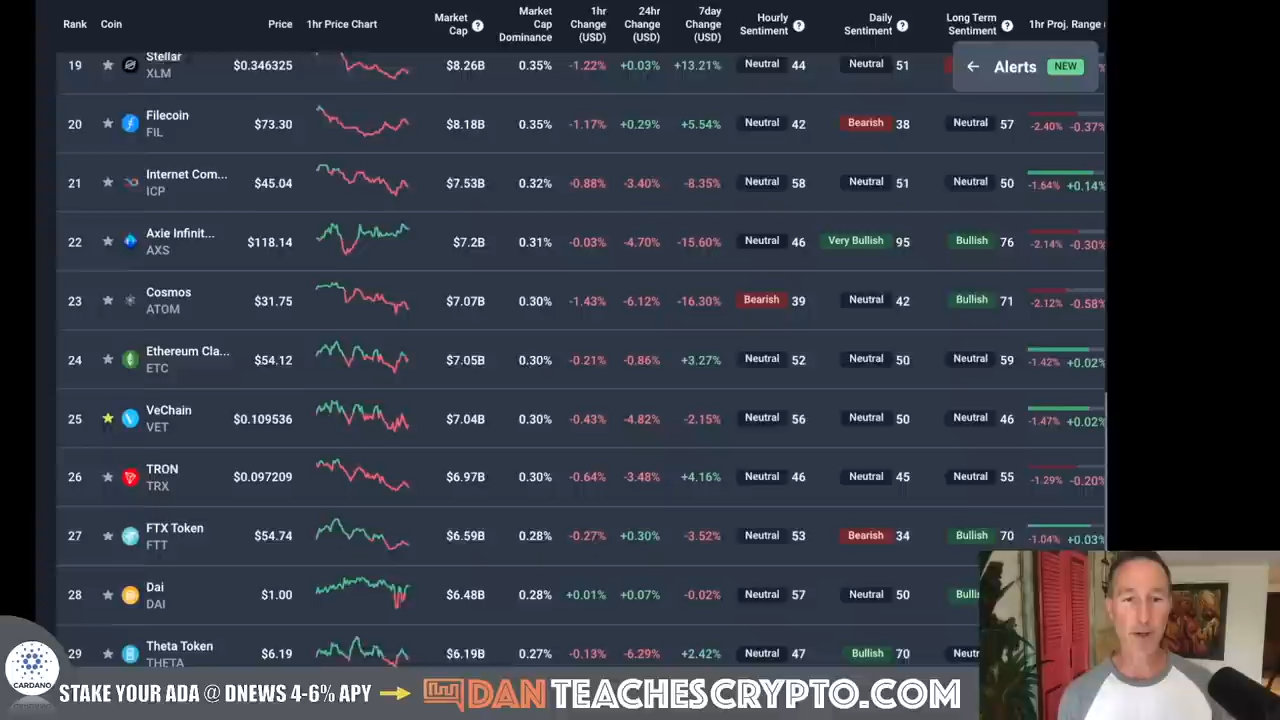 Rank Coin Price 1hr Price Chart Market Cap ? Market Cap Dominance 1hr Change (USD) 24hr Change (USD) 7day Change (USD) Hourly Sentiment ? Daily Sentiment ? Long Term Sentiment ? 1hr Proj. Range
← Alerts NEW
19 Stellar XLM $0.346325 $8.26B 0.35% -1.22% +0.03% +13.21% Neutral 44 Neutral 51
20 Filecoin FIL $73.30 $8.18B 0.35% -1.17% +0.29% +5.54% Neutral 42 Bearish 38 Neutral 57 -2.40% -0.37%
21 Internet Com... ICP $45.04 $7.53B 0.32% -0.88% -3.40% -8.35% Neutral 58 Neutral 51 Neutral 50 -1.64% +0.14%
22 Axie Infinit... AXS $118.14 $7.2B 0.31% -0.03% -4.70% -15.60% Neutral 46 Very Bullish 95 Bullish 76 -2.14% -0.30%
23 Cosmos ATOM $31.75 $7.07B 0.30% -1.43% -6.12% -16.30% Bearish 39 Neutral 42 Bullish 71 -2.12% -0.58%
24 Ethereum Cla... ETC $54.12 $7.05B 0.30% -0.21% -0.86% +3.27% Neutral 52 Neutral 50 Neutral 59 -1.42% +0.02%
25 VeChain VET $0.109536 $7.04B 0.30% -0.43% -4.82% -2.15% Neutral 56 Neutral 50 Neutral 46 -1.47% +0.02%
26 TRON TRX $0.097209 $6.97B 0.30% -0.64% -3.48% +4.16% Neutral 46 Neutral 45 Neutral 55 -1.29% -0.20%
27 FTX Token FTT $54.74 $6.59B 0.28% -0.27% +0.30% -3.52% Neutral 53 Bearish 34 Bullish 70 -1.04% +0.03%
28 Dai DAI $1.00 $6.48B 0.28% +0.01% +0.07% -0.02% Neutral 57 Neutral 50
29 Theta Token THETA $6.19 $6.19B 0.27% -0.13% -6.29% +2.42% Neutral 47 Bullish 70
CARDANO STAKE YOUR ADA @ DNEWS 4-6% APY → DAN TEACHESCRYPTO.COM